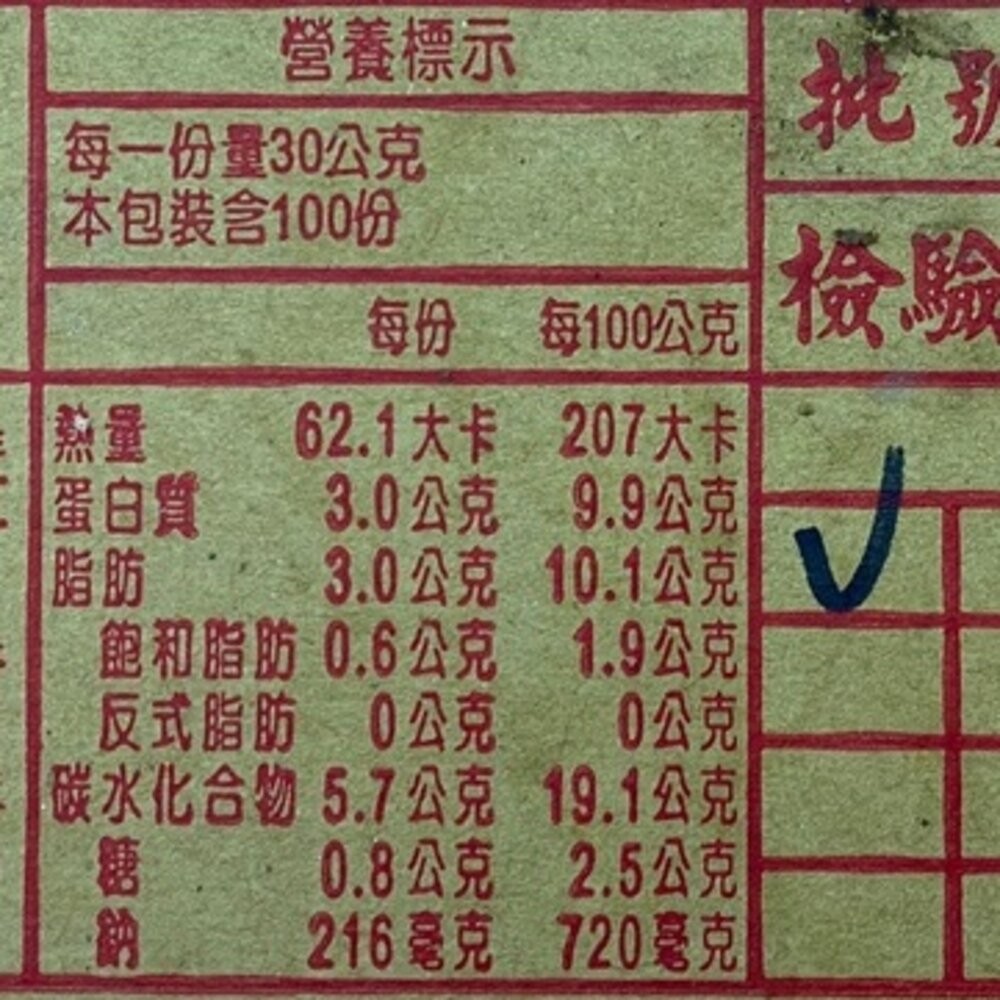 營養標示
每一份量30公克
本包裝含100份
每份 每100公克
熱量 62.1大卡 207大卡
蛋白質 3.0公克 9.9公克
脂肪 3.0公克 10.1公克
飽和脂肪 0.6公克 1.9公克
反式脂肪 0公克 0公克
碳水化合物 5.7公克 19.1公克
糖 0.8公克 2.5公克
鈉 216毫克 720毫克
批號
檢驗